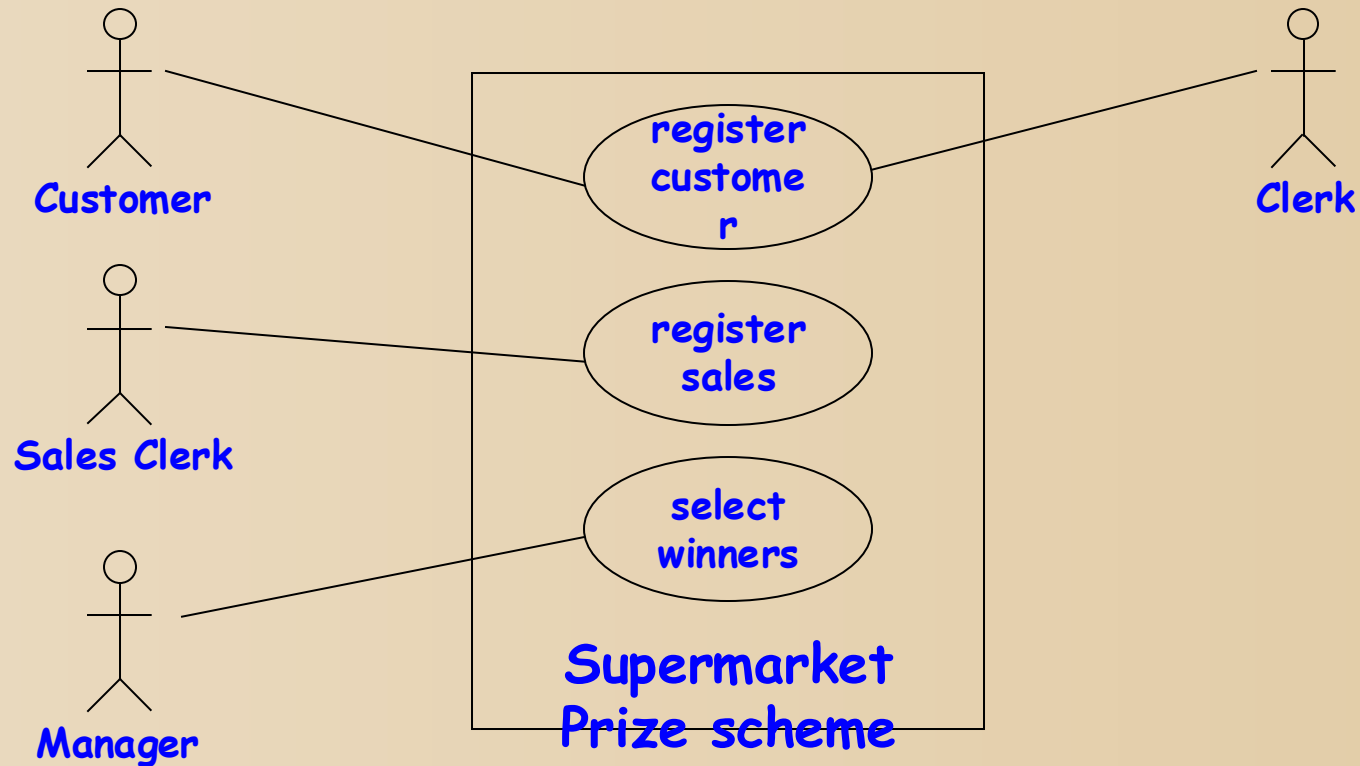 register
custome
r
Customer
Clerk
register
sales
Sales Clerk
select
winners
Supermarket
Prize scheme
Manager